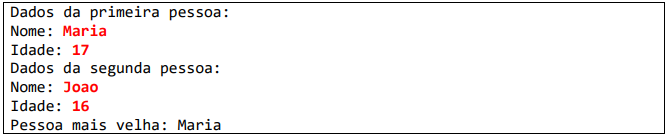 Dados da primeira pessoa:
Nome: Maria
Idade: 17
Dados da segunda pessoa:
Nome: Joao
Idade: 16
Pessoa mais velha: Maria